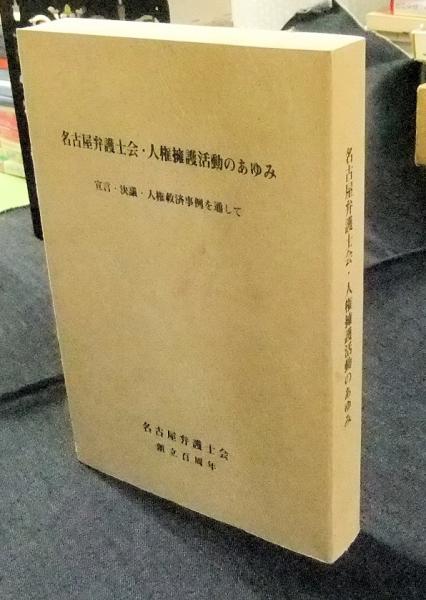 名古屋弁護士会・人権擁護活動のあゆみ
宣言・決議・人権救済事例を通して
名古屋弁護士会
創立百周年
名古屋弁護士会・人権擁護活動のあゆみ